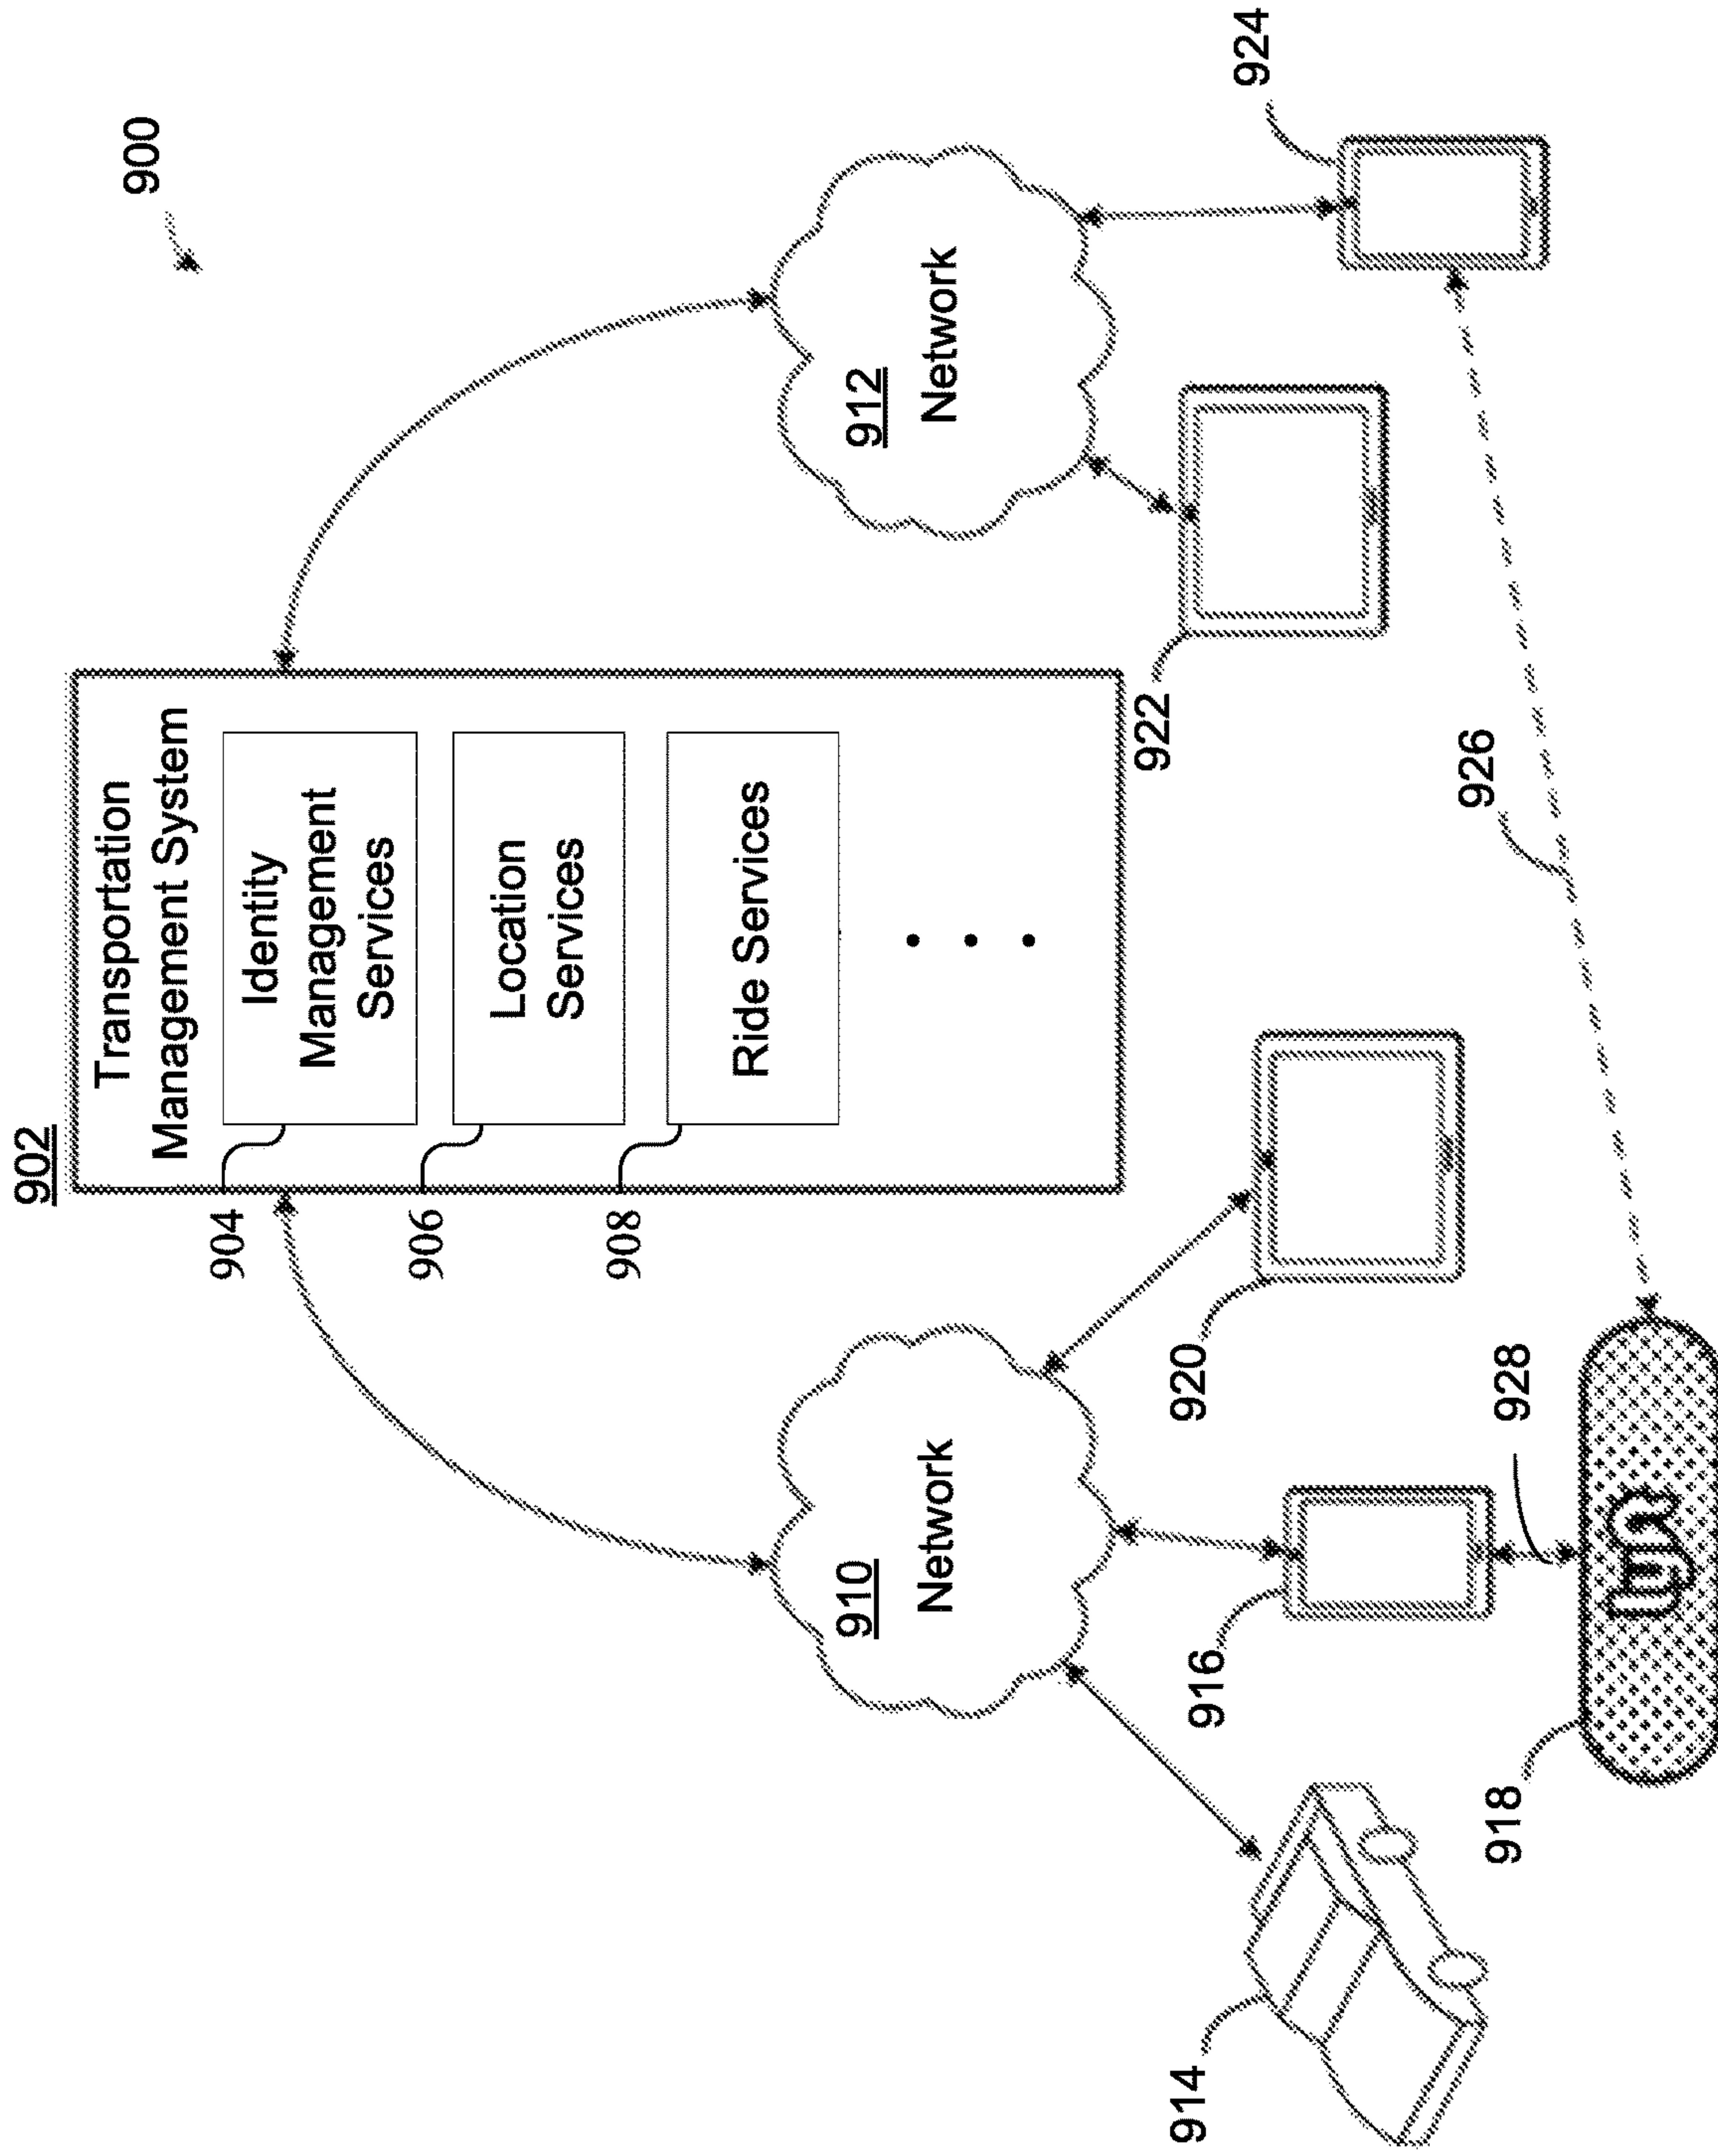 900
902
Transportation
Management System
904
Identity
Management
Services
906
Location
Services
908
Ride Services
910
Network
912
Network
914
916
918
920
922
924
926
928